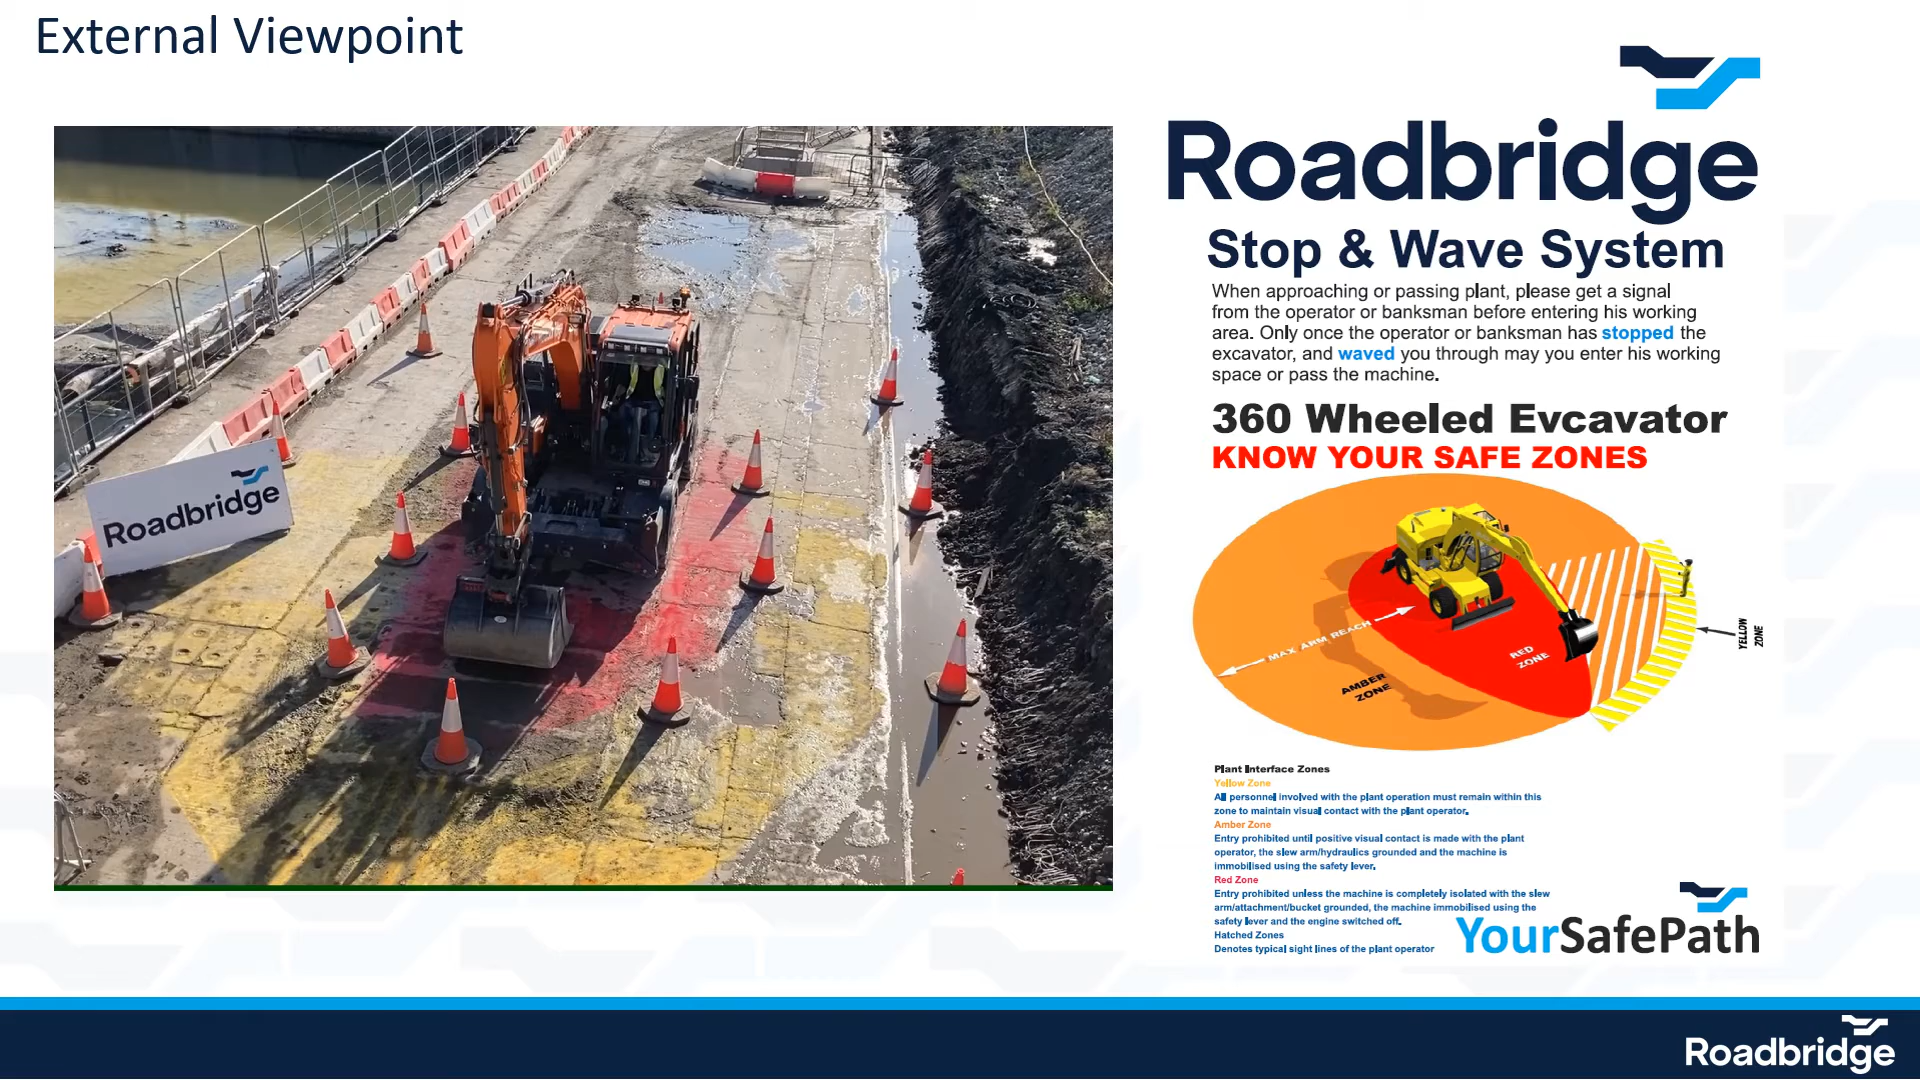 External Viewpoint
Roadbridge
Roadbridge
Stop & Wave System
When approaching or passing plant, please get a signal
from the operator or banksman before entering his working
area. Only once the operator or banksman has stopped the
excavator, and waved you through may you enter his working
space or pass the machine.
360 Wheeled Evcavator
KNOW YOUR SAFE ZONES
MAX ARM REACH
AMBER
ZONE
RED
ZONE
YELLOW
ZONE
Plant Interface Zones
Yellow Zone
All personnel involved with the plant operation must remain within this
zone to maintain visual contact with the plant operator.
Amber Zone
Entry prohibited until positive visual contact is made with the plant
operator, the slew arm/hydraulics grounded and the machine is
immobilised using the safety lever.
Red Zone
Entry prohibited unless the machine is completely isolated with the slew
arm/attachment/bucket grounded, the machine immobilised using the
safety lever and the engine switched off.
Hatched Zones
Denotes typical sight lines of the plant operator
YourSafePath
Roadbridge